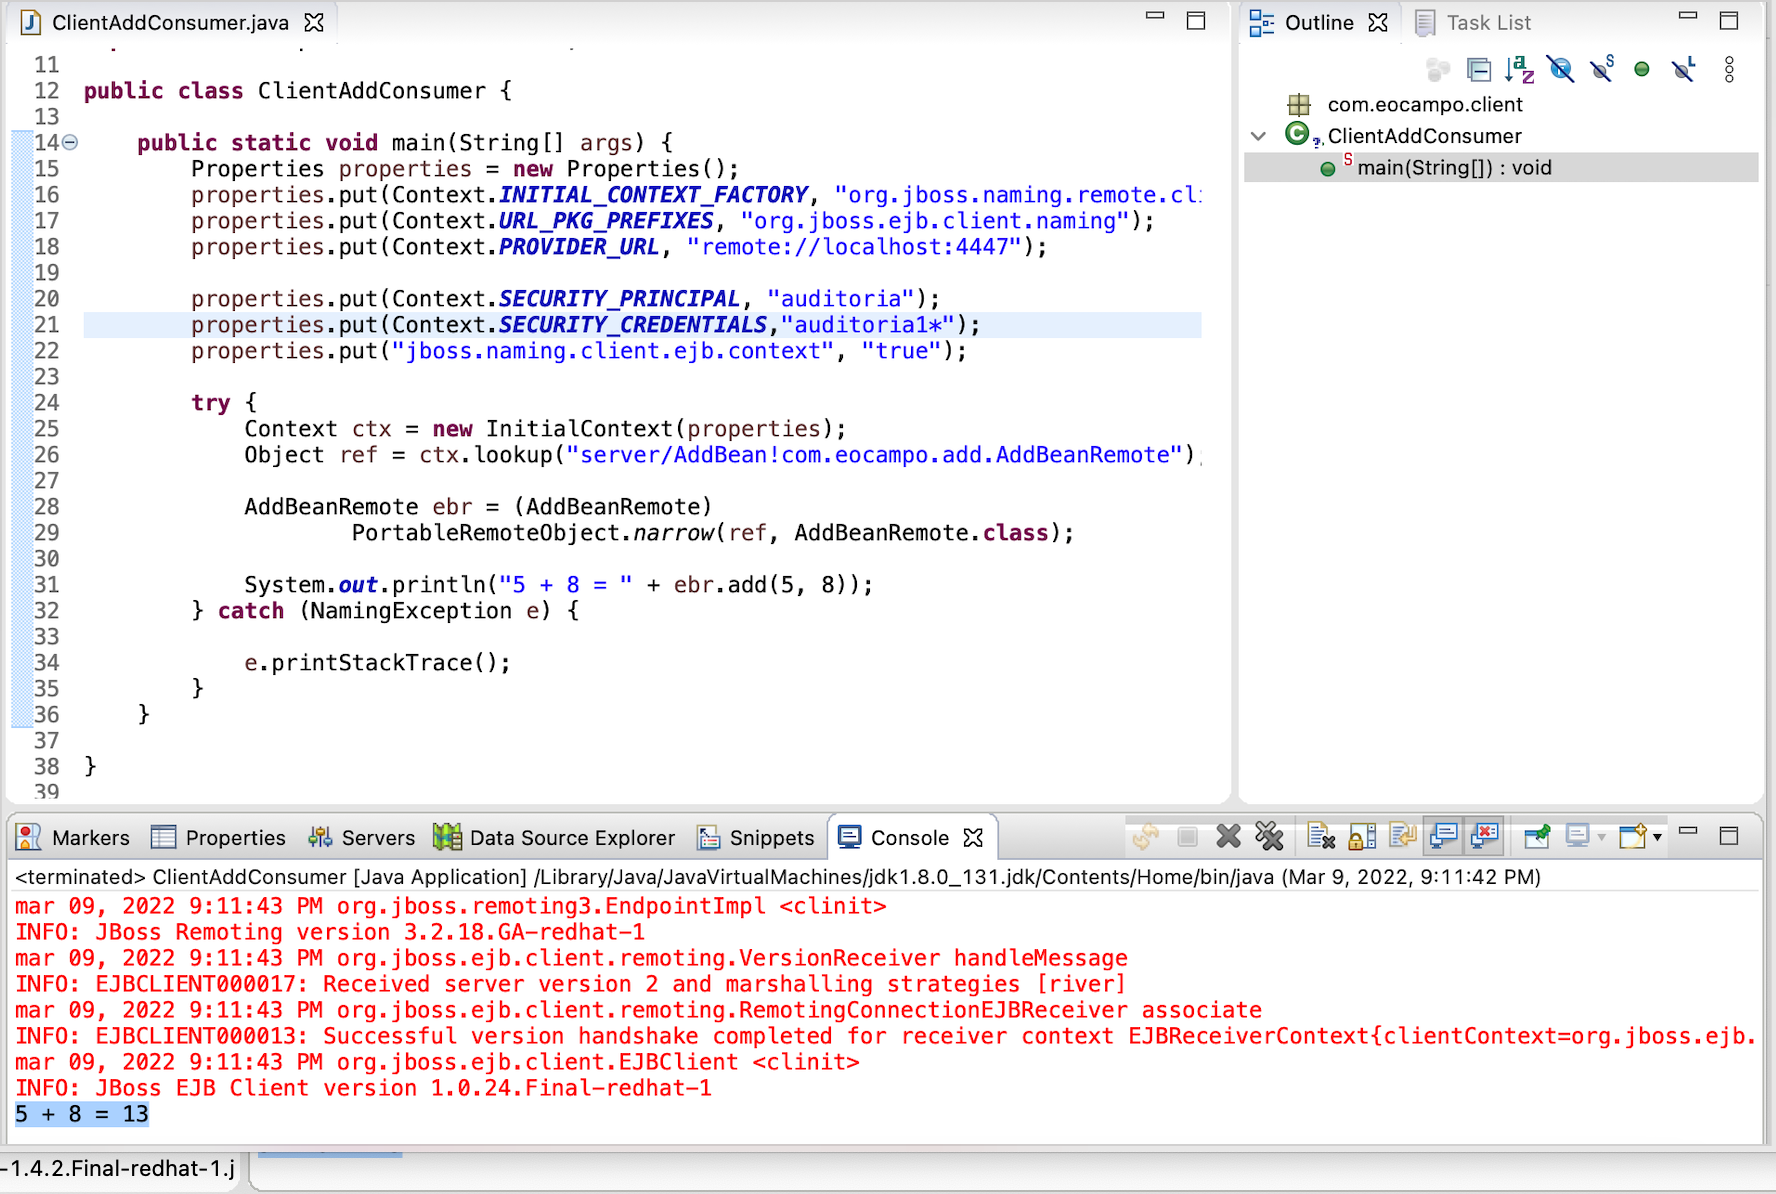 ClientAddConsumer.java
11
12 public class ClientAddConsumer {
13
14 public static void main(String[] args) {
15 Properties properties = new Properties();
16 properties.put(Context.INITIAL_CONTEXT_FACTORY, "org.jboss.naming.remote.cl
17 properties.put(Context.URL_PKG_PREFIXES, "org.jboss.ejb.client.naming");
18 properties.put(Context.PROVIDER_URL, "remote://localhost:4447");
19
20 properties.put(Context.SECURITY_PRINCIPAL, "auditoria");
21 properties.put(Context.SECURITY_CREDENTIALS,"auditoria1*");
22 properties.put("jboss.naming.client.ejb.context", "true");
23
24 try {
25 Context ctx = new InitialContext(properties);
26 Object ref = ctx.lookup("server/AddBean!com.eocampo.add.AddBeanRemote")
27
28 AddBeanRemote ebr = (AddBeanRemote)
29 PortableRemoteObject.narrow(ref, AddBeanRemote.class);
30
31 System.out.println("5 + 8 = " + ebr.add(5, 8));
32 } catch (NamingException e) {
33
34 e.printStackTrace();
35 }
36 }
37
38 }
39
Outline Task List
com.eocampo.client
ClientAddConsumer
main(String[]) : void
Markers Properties Servers Data Source Explorer Snippets Console
<terminated> ClientAddConsumer [Java Application] /Library/Java/JavaVirtualMachines/jdk1.8.0_131.jdk/Contents/Home/bin/java (Mar 9, 2022, 9:11:42 PM)
mar 09, 2022 9:11:43 PM org.jboss.remoting3.EndpointImpl <clinit>
INFO: JBoss Remoting version 3.2.18.GA-redhat-1
mar 09, 2022 9:11:43 PM org.jboss.ejb.client.remoting.VersionReceiver handleMessage
INFO: EJBCLIENT000017: Received server version 2 and marshalling strategies [river]
mar 09, 2022 9:11:43 PM org.jboss.ejb.client.remoting.RemotingConnectionEJBReceiver associate
INFO: EJBCLIENT000013: Successful version handshake completed for receiver context EJBReceiverContext{clientContext=org.jboss.ejb.
mar 09, 2022 9:11:43 PM org.jboss.ejb.client.EJBClient <clinit>
INFO: JBoss EJB Client version 1.0.24.Final-redhat-1
5 + 8 = 13
-1.4.2.Final-redhat-1.j